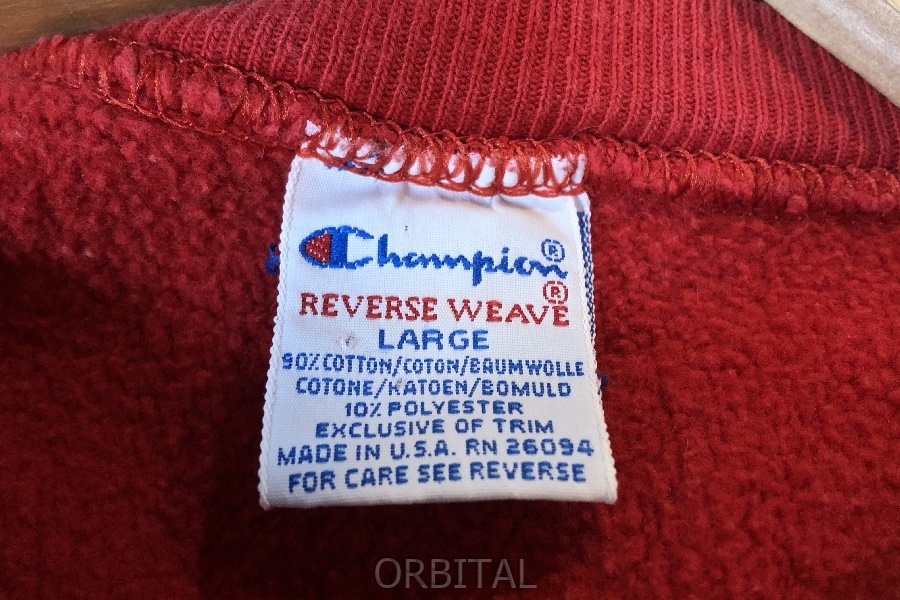 Champion®
REVERSE WEAVE®
LARGE
90% COTTON/COTON/BAUMWOLLE
COTONE/KATOEN/BOMULD
10% POLYESTER
EXCLUSIVE OF TRIM
MADE IN U.S.A. RN 26094
FOR CARE SEE REVERSE
ORBITAL